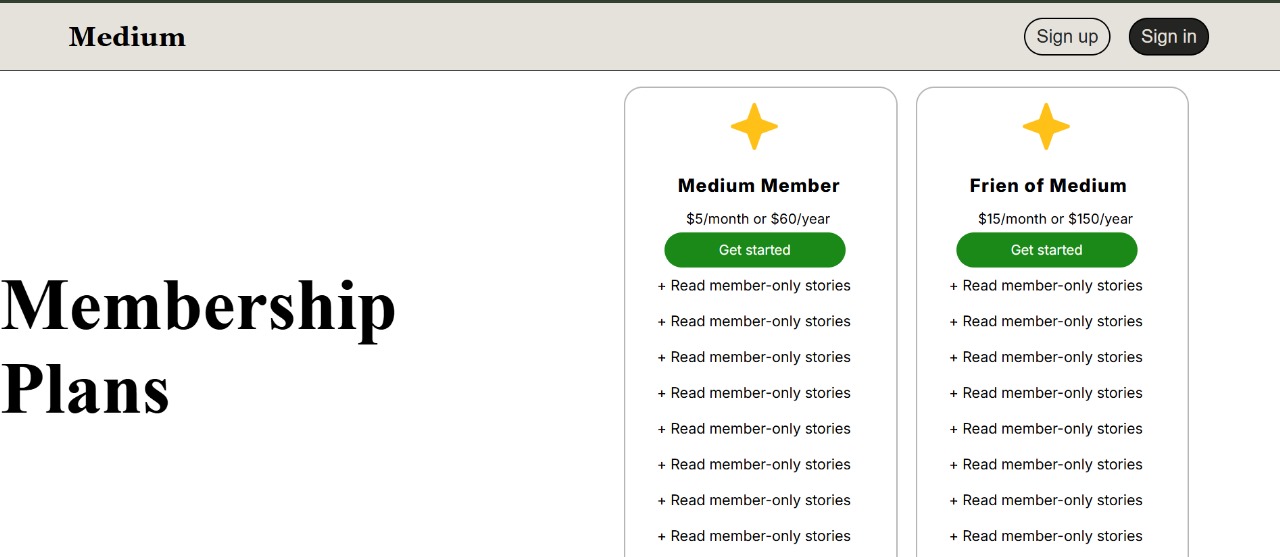 Medium
Sign up
Sign in
Membership
Plans
Medium Member
$5/month or $60/year
Get started
+ Read member-only stories
+ Read member-only stories
+ Read member-only stories
+ Read member-only stories
+ Read member-only stories
+ Read member-only stories
+ Read member-only stories
+ Read member-only stories
Frien of Medium
$15/month or $150/year
Get started
+ Read member-only stories
+ Read member-only stories
+ Read member-only stories
+ Read member-only stories
+ Read member-only stories
+ Read member-only stories
+ Read member-only stories
+ Read member-only stories